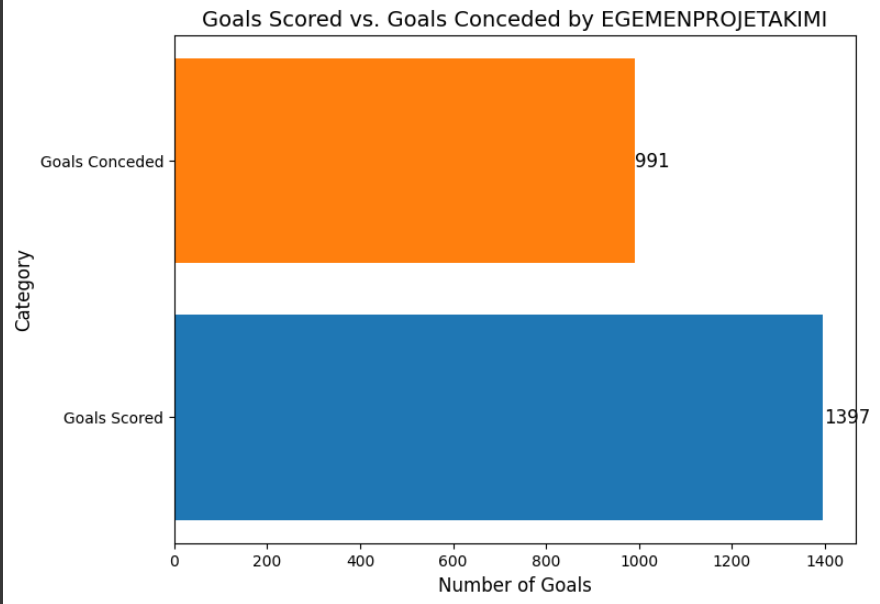 Goals Scored vs. Goals Conceded by EGEMENPROJETAKIMI
Category
Goals Conceded
991
Goals Scored
1397
0 200 400 600 800 1000 1200 1400
Number of Goals